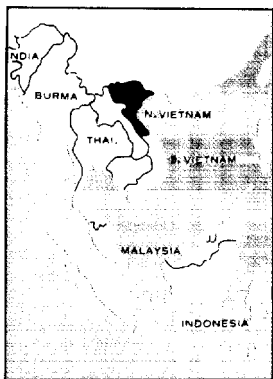 NDIA
BURMA
N. VIETNAM
THAI.
S. VIETNAM
MALAYSIA
INDONESIA